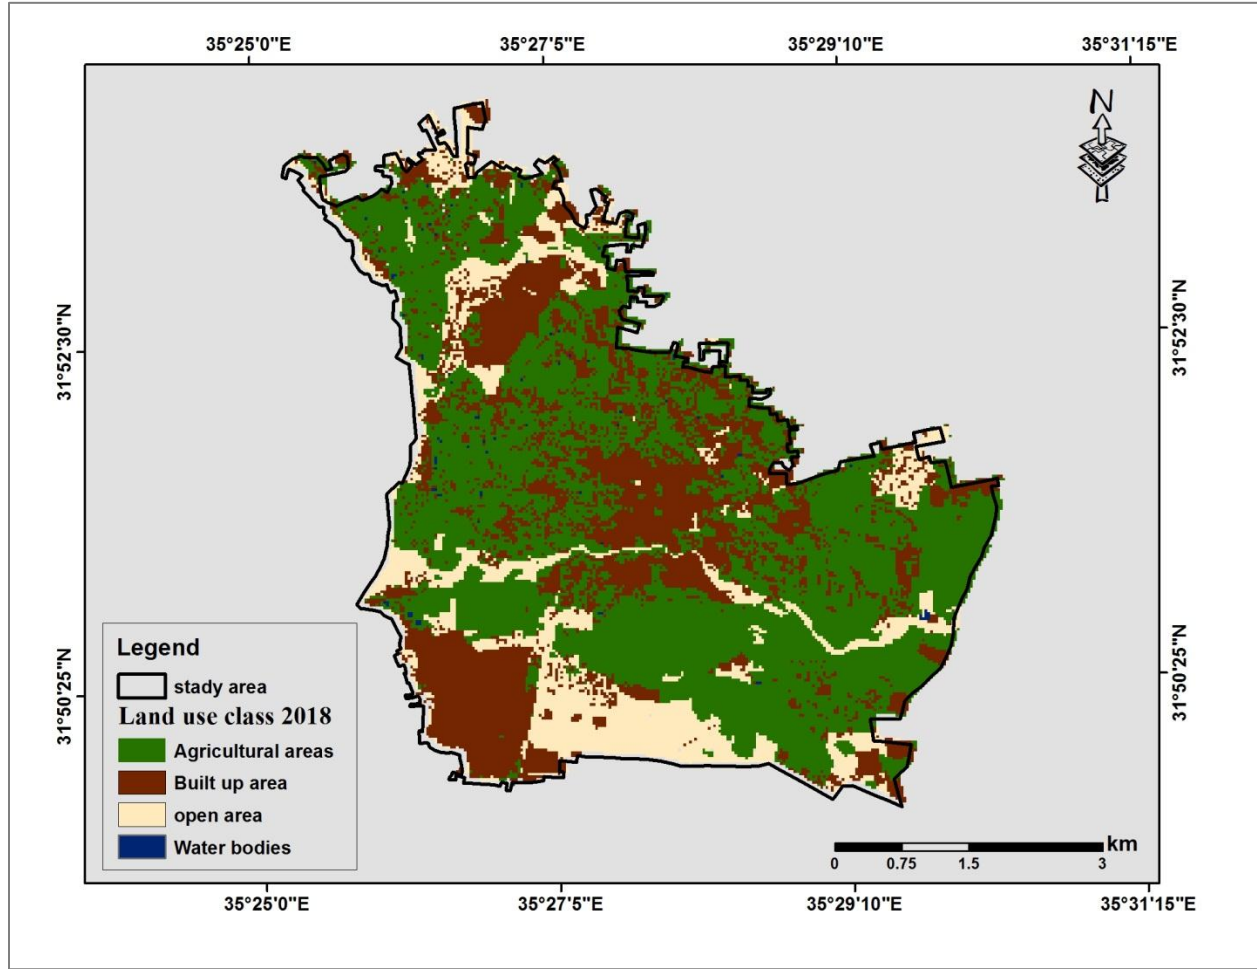 35°25'0"E 35°27'5"E 35°29'10"E 35°31'15"E
N
31°52'30"N
31°52'30"N
31°50'25"N
31°50'25"N
Legend
stady area
Land use class 2018
Agricultural areas
Built up area
open area
Water bodies
km
0 0.75 1.5 3
35°25'0"E 35°27'5"E 35°29'10"E 35°31'15"E